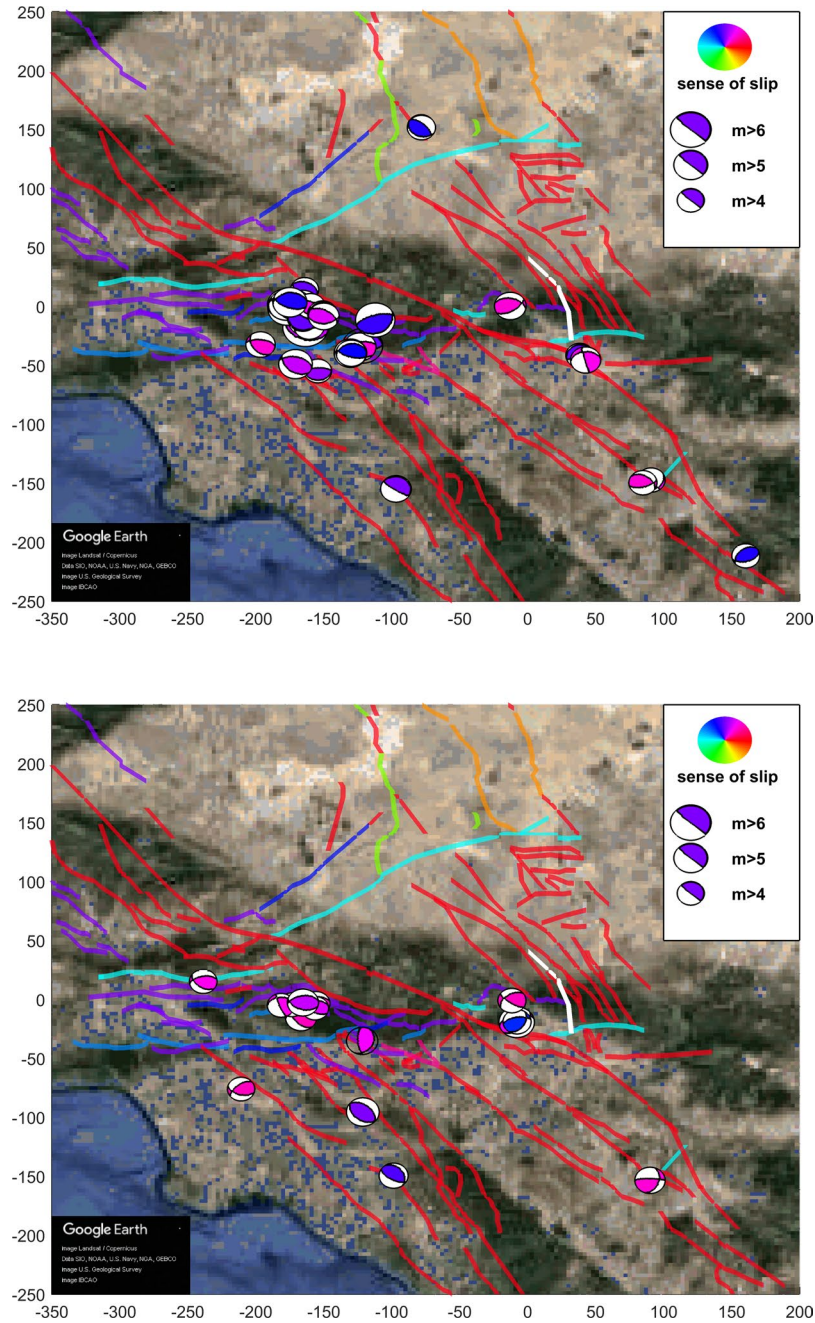 250
200
150
100
50
0
-50
-100
-150
-200
-250
-350 -300 -250 -200 -150 -100 -50 0 50 100 150 200
sense of slip
m>6
m>5
m>4
Google Earth
Image Landsat / Copernicus
Data SIO, NOAA, U.S. Navy, NGA, GEBCO
Image U.S. Geological Survey
Image IBCAO
250
200
150
100
50
0
-50
-100
-150
-200
-250
-350 -300 -250 -200 -150 -100 -50 0 50 100 150 200
sense of slip
m>6
m>5
m>4
Google Earth
Image Landsat / Copernicus
Data SIO, NOAA, U.S. Navy, NGA, GEBCO
Image U.S. Geological Survey
Image IBCAO